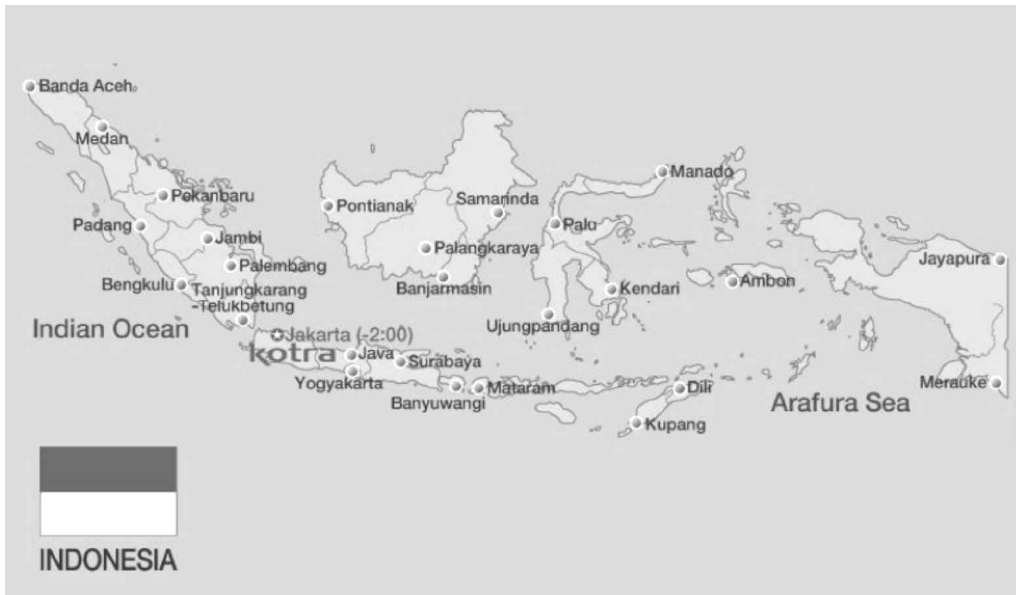 Banda Aceh
Medan
Manado
Pekanbaru
Pontianak
Samarinda
Padang
Palu
Jambi
Palangkaraya
Jayapura
Palembang
Bengkulu
Tanjungkarang
-Telukbetung
Banjarmasin
Kendari
Ambon
Ujungpandang
Indian Ocean
Jakarta (-2:00)
kotra
Java
Surabaya
Yogyakarta
Banyuwangi
Mataram
Dili
Merauke
Arafura Sea
Kupang
INDONESIA